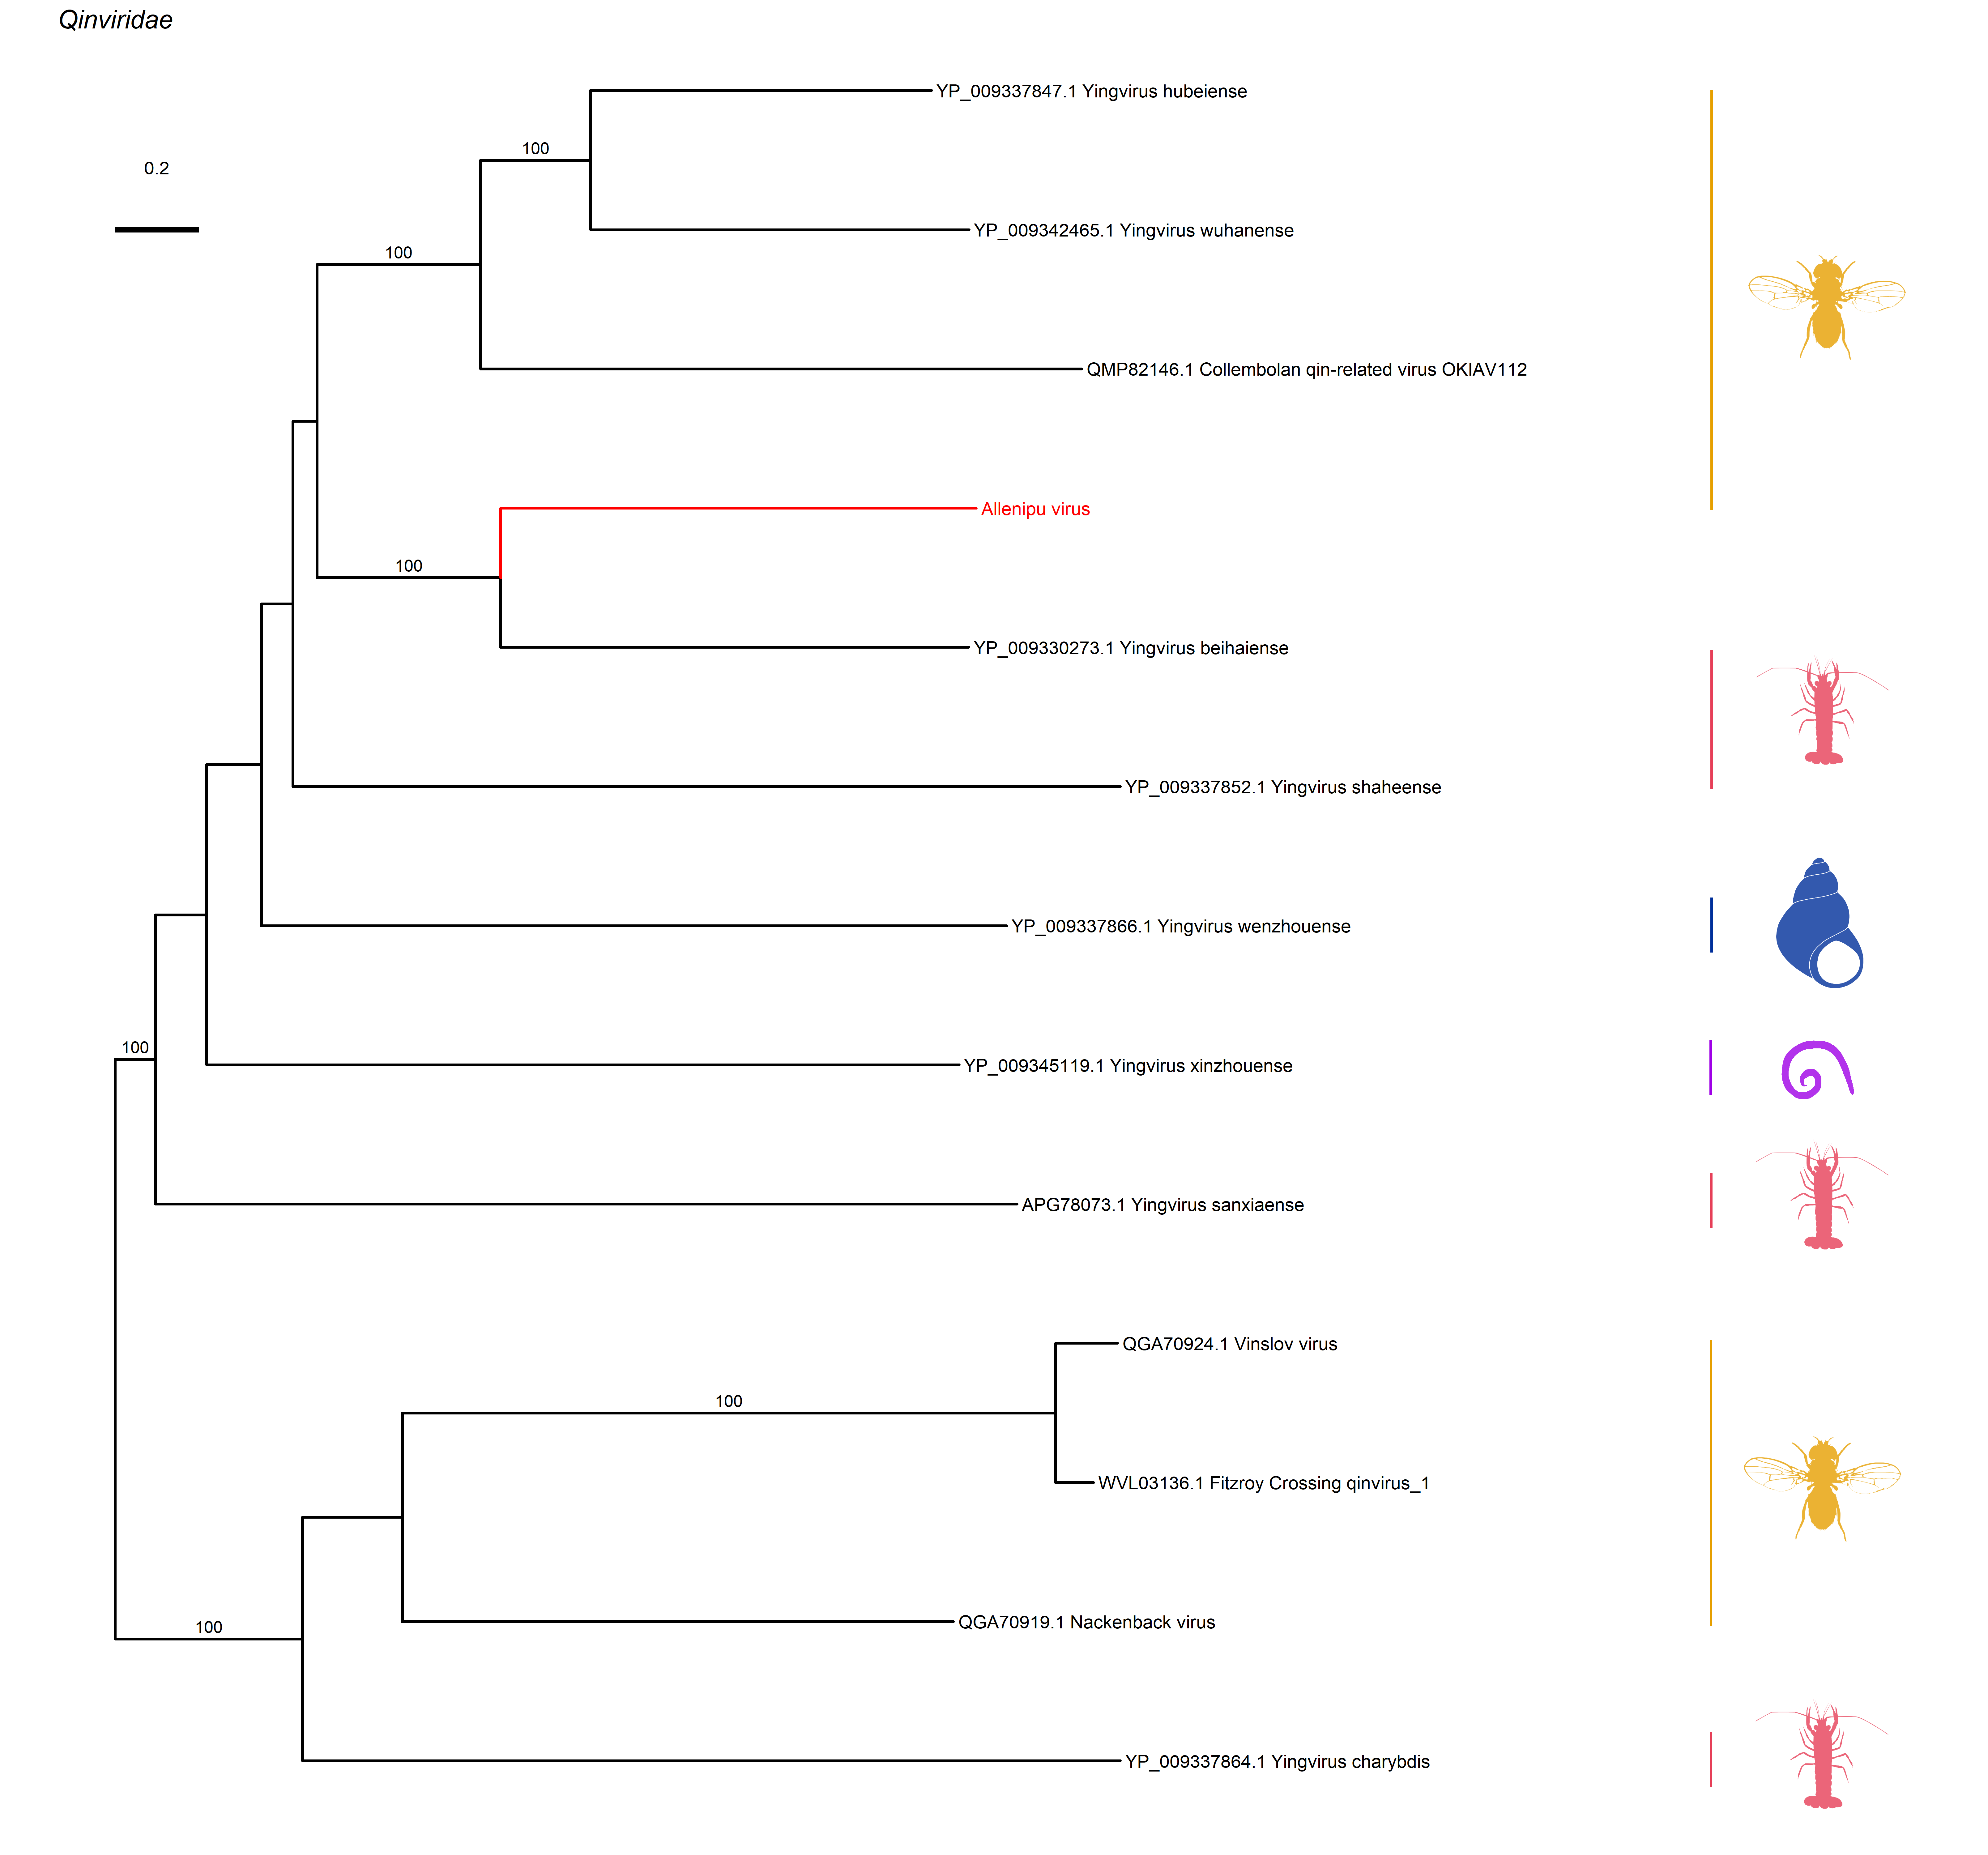 Qinviridae
YP_009337847.1 Yingvirus hubeiense
100
0.2
YP_009342465.1 Yingvirus wuhanense
100
QMP82146.1 Collembolan qin-related virus OKIAV112
Allenipu virus
100
YP_009330273.1 Yingvirus beihaiense
YP_009337852.1 Yingvirus shaheense
YP_009337866.1 Yingvirus wenzhouense
100
YP_009345119.1 Yingvirus xinzhouense
APG78073.1 Yingvirus sanxiaense
QGA70924.1 Vinslov virus
100
WVL03136.1 Fitzroy Crossing qinvirus_1
QGA70919.1 Nackenback virus
100
YP_009337864.1 Yingvirus charybdis